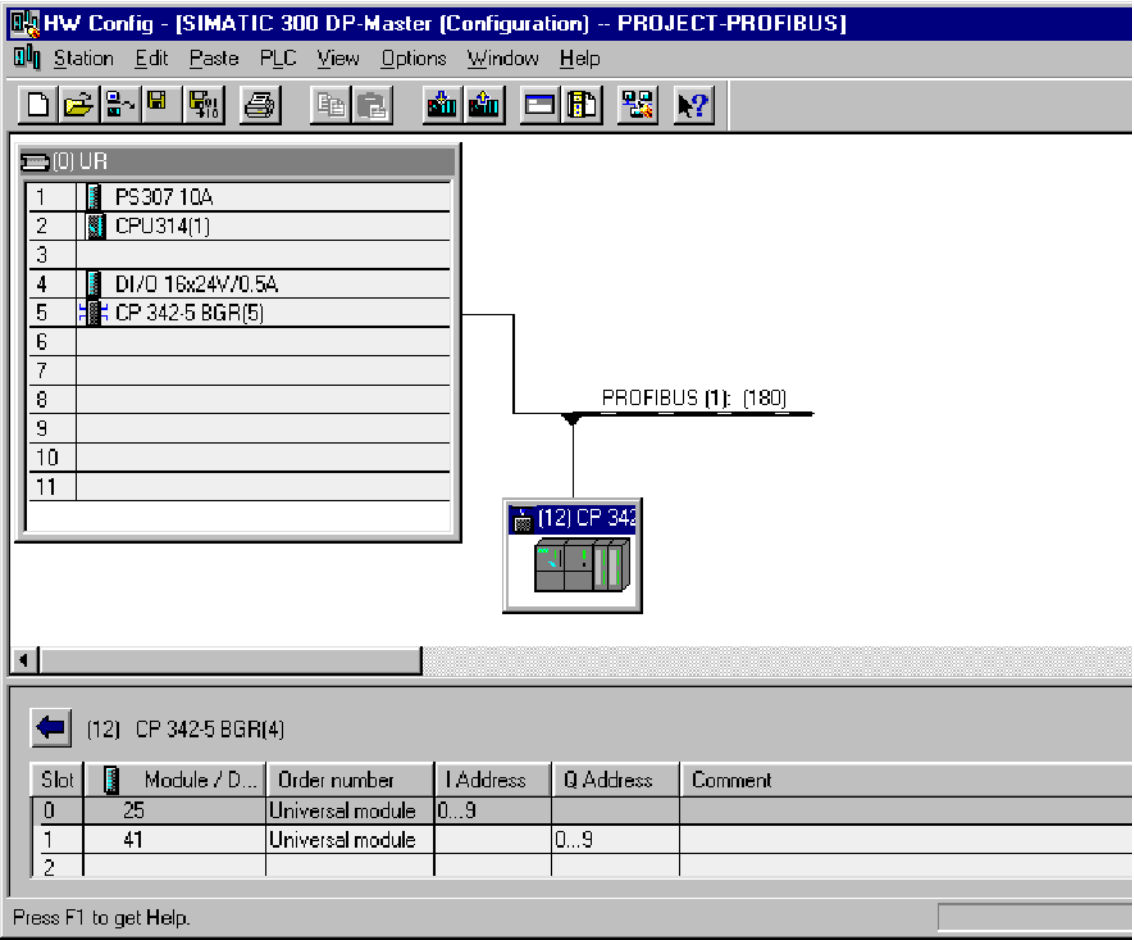 HW Config - [SIMATIC 300 DP-Master (Configuration) -- PROJECT-PROFIBUS]
Station Edit Paste PLC View Options Window Help
(0) UR
1 PS307 10A
2 CPU314(1)
3
4 DI/O 16x24V/0.5A
5 CP 342-5 BGR(5)
6
7
8
9
10
11
PROFIBUS (1): (180)
(12) CP 342
(12) CP 342-5 BGR(4)
Slot Module / D... Order number I Address Q Address Comment
0 25 Universal module 0...9
1 41 Universal module 0...9
2
Press F1 to get Help.